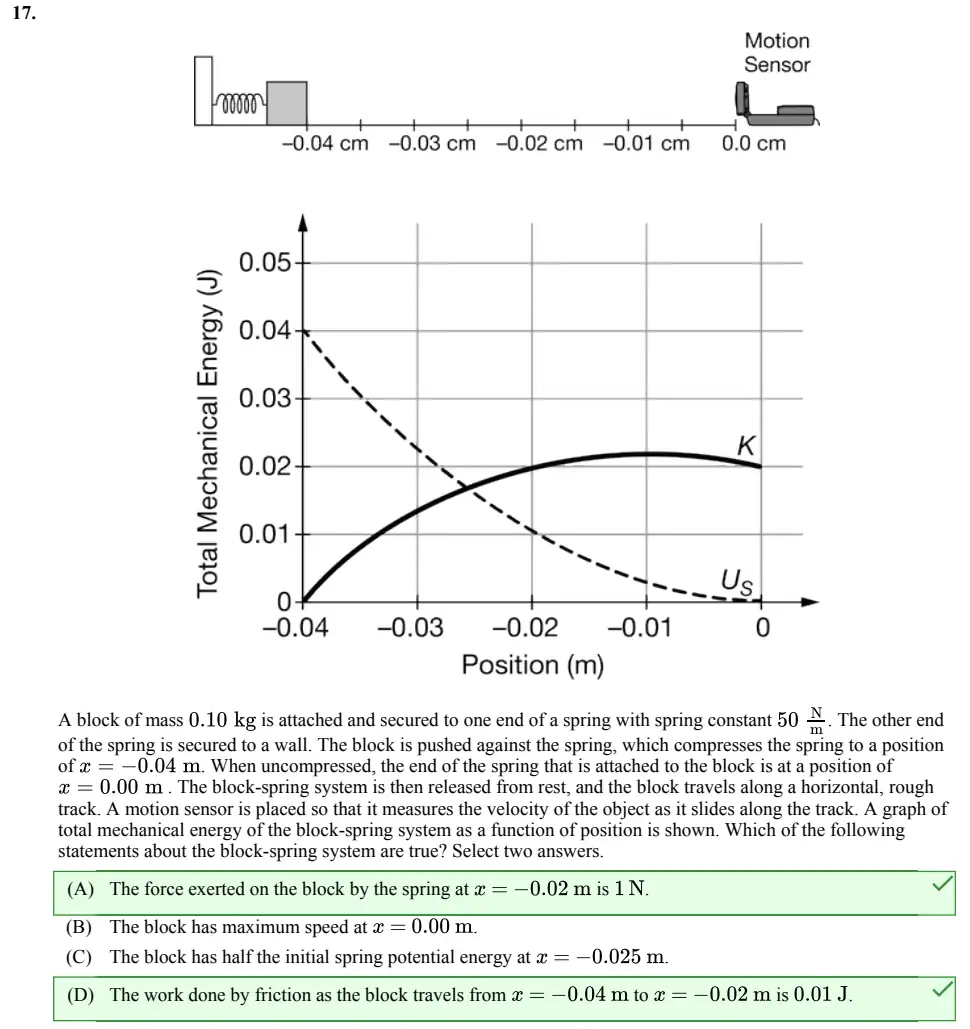 17.
Motion
Sensor
−0.04 cm −0.03 cm −0.02 cm −0.01 cm 0.0 cm
Total Mechanical Energy (J)
0.05
0.04
0.03
0.02
0.01
0
K
U_S
−0.04 −0.03 −0.02 −0.01 0
Position (m)
A block of mass 0.10 kg is attached and secured to one end of a spring with spring constant 50 N/m. The other end
of the spring is secured to a wall. The block is pushed against the spring, which compresses the spring to a position
of x = −0.04 m. When uncompressed, the end of the spring that is attached to the block is at a position of
x = 0.00 m . The block-spring system is then released from rest, and the block travels along a horizontal, rough
track. A motion sensor is placed so that it measures the velocity of the object as it slides along the track. A graph of
total mechanical energy of the block-spring system as a function of position is shown. Which of the following
statements about the block-spring system are true? Select two answers.
(A) The force exerted on the block by the spring at x = −0.02 m is 1 N.
(B) The block has maximum speed at x = 0.00 m.
(C) The block has half the initial spring potential energy at x = −0.025 m.
(D) The work done by friction as the block travels from x = −0.04 m to x = −0.02 m is 0.01 J.